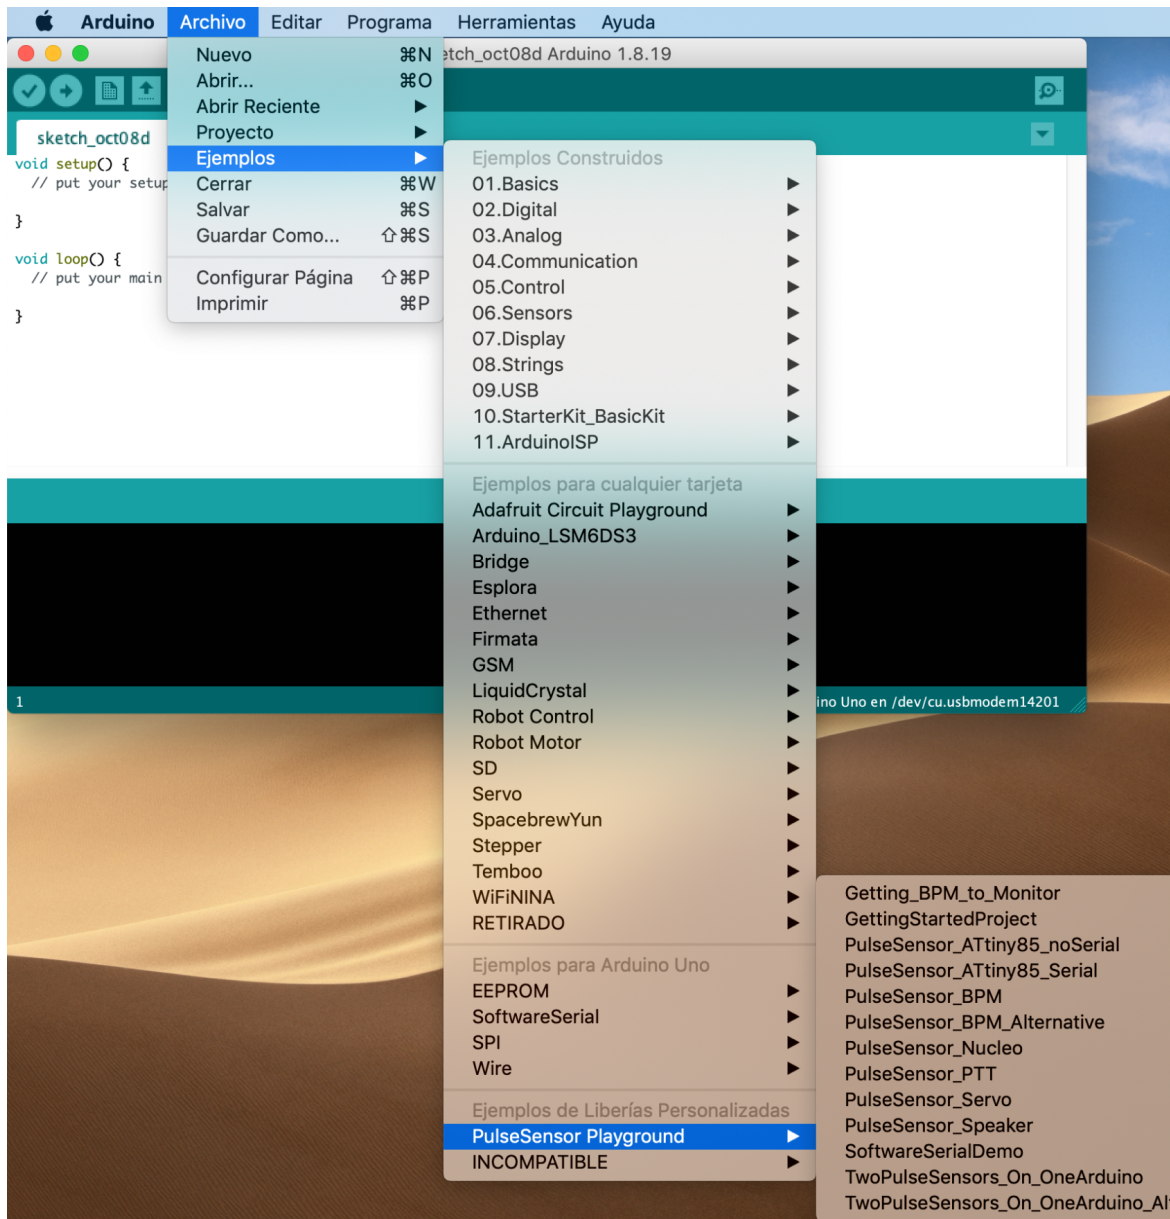 Arduino Archivo Editar Programa Herramientas Ayuda
tch_oct08d Arduino 1.8.19
Nuevo ⌘N
Abrir... ⌘O
Abrir Reciente
Proyecto
Ejemplos
Cerrar ⌘W
Salvar ⌘S
Guardar Como... ⇧⌘S
Configurar Página ⇧⌘P
Imprimir ⌘P
sketch_oct08d
void setup() {
// put your setup
}
void loop() {
// put your main
}
Ejemplos Construidos
01.Basics
02.Digital
03.Analog
04.Communication
05.Control
06.Sensors
07.Display
08.Strings
09.USB
10.StarterKit_BasicKit
11.ArduinoISP
Ejemplos para cualquier tarjeta
Adafruit Circuit Playground
Arduino_LSM6DS3
Bridge
Esplora
Ethernet
Firmata
GSM
LiquidCrystal
Robot Control
Robot Motor
SD
Servo
SpacebrewYun
Stepper
Temboo
WiFiNINA
RETIRADO
Ejemplos para Arduino Uno
EEPROM
SoftwareSerial
SPI
Wire
Ejemplos de Liberías Personalizadas
PulseSensor Playground
INCOMPATIBLE
Getting_BPM_to_Monitor
GettingStartedProject
PulseSensor_ATtiny85_noSerial
PulseSensor_ATtiny85_Serial
PulseSensor_BPM
PulseSensor_BPM_Alternative
PulseSensor_Nucleo
PulseSensor_PTT
PulseSensor_Servo
PulseSensor_Speaker
SoftwareSerialDemo
TwoPulseSensors_On_OneArduino
TwoPulseSensors_On_OneArduino_Al
1
ino Uno en /dev/cu.usbmodem14201